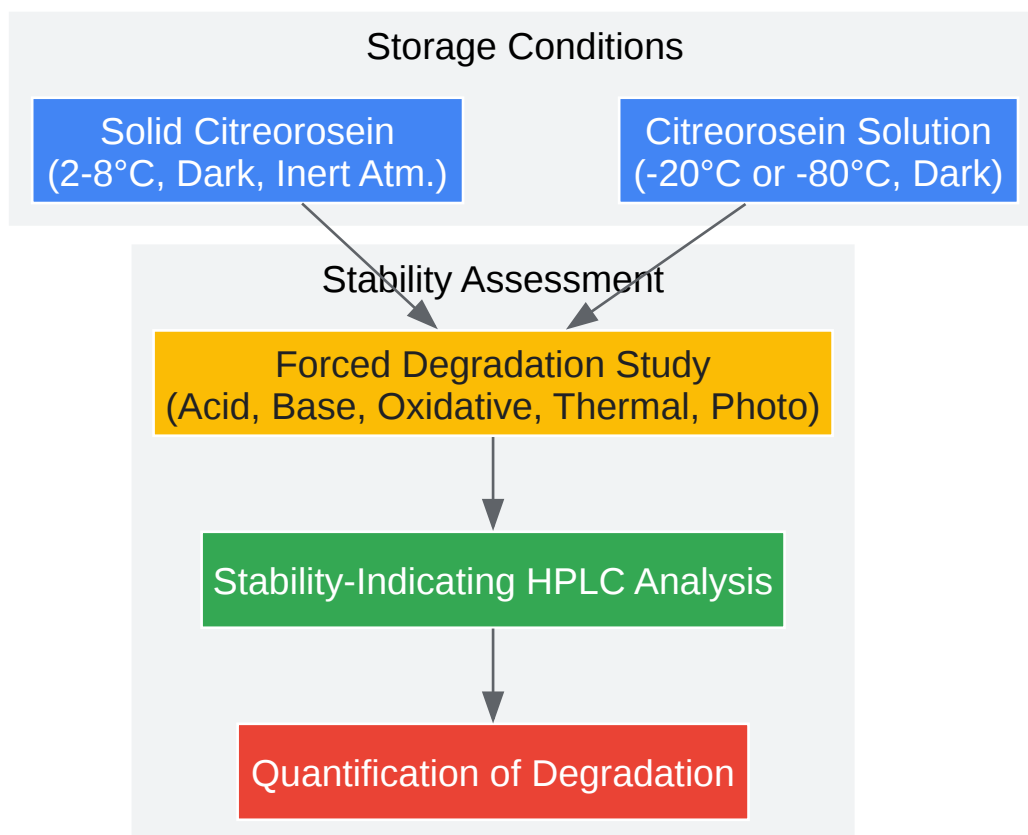 Storage Conditions
Solid Citreorosein
(2-8°C, Dark, Inert Atm.)
Citreorosein Solution
(-20°C or -80°C, Dark)
Stability Assessment
Forced Degradation Study
(Acid, Base, Oxidative, Thermal, Photo)
Stability-Indicating HPLC Analysis
Quantification of Degradation